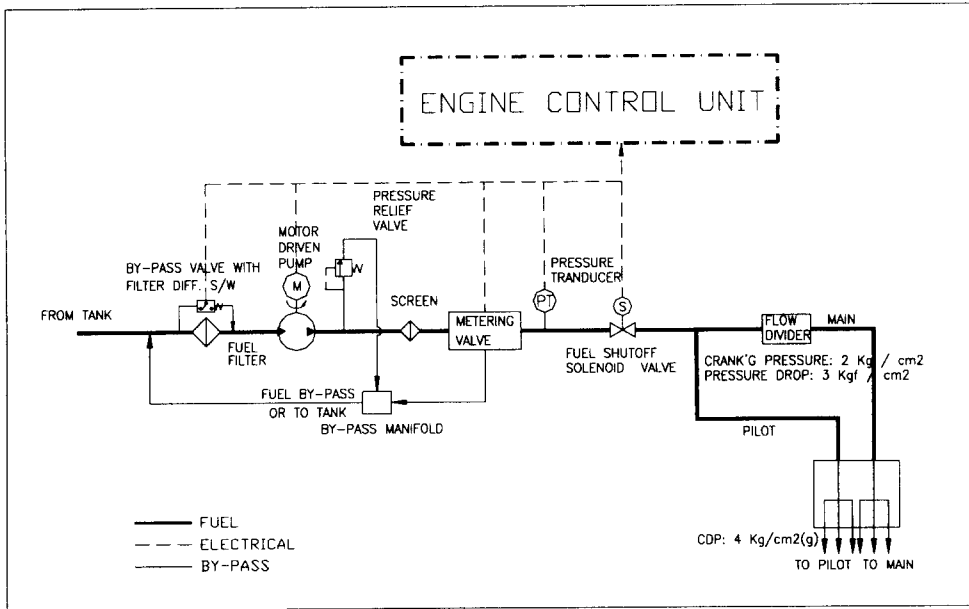 ENGINE CONTROL UNIT
PRESSURE
RELIEF
VALVE
MOTOR
DRIVEN
PUMP
M
BY-PASS VALVE WITH
FILTER DIFF. S/W
FROM TANK
FUEL
FILTER
SCREEN
METERING
VALVE
PRESSURE
TRANDUCER
PT
S
FUEL SHUTOFF
SOLENOID VALVE
FLOW
DIVIDER
MAIN
CRANK'G PRESSURE: 2 Kg / cm2
PRESSURE DROP: 3 Kgf / cm2
FUEL BY-PASS
OR TO TANK
BY-PASS MANIFOLD
PILOT
FUEL
ELECTRICAL
BY-PASS
CDP: 4 Kg/cm2(g)
TO PILOT TO MAIN